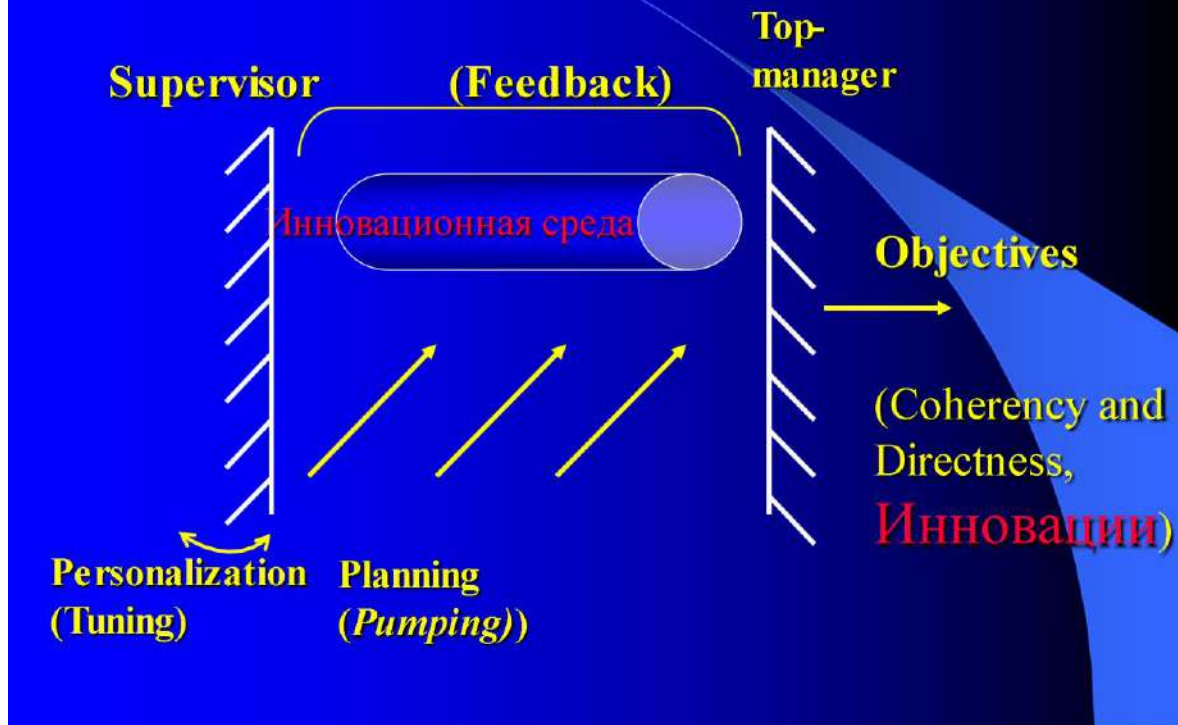 Top-
manager
Supervisor
(Feedback)
Инновационная среда
Objectives
(Coherency and
Directness,
Инновации)
Personalization
(Tuning)
Planning
(Pumping))